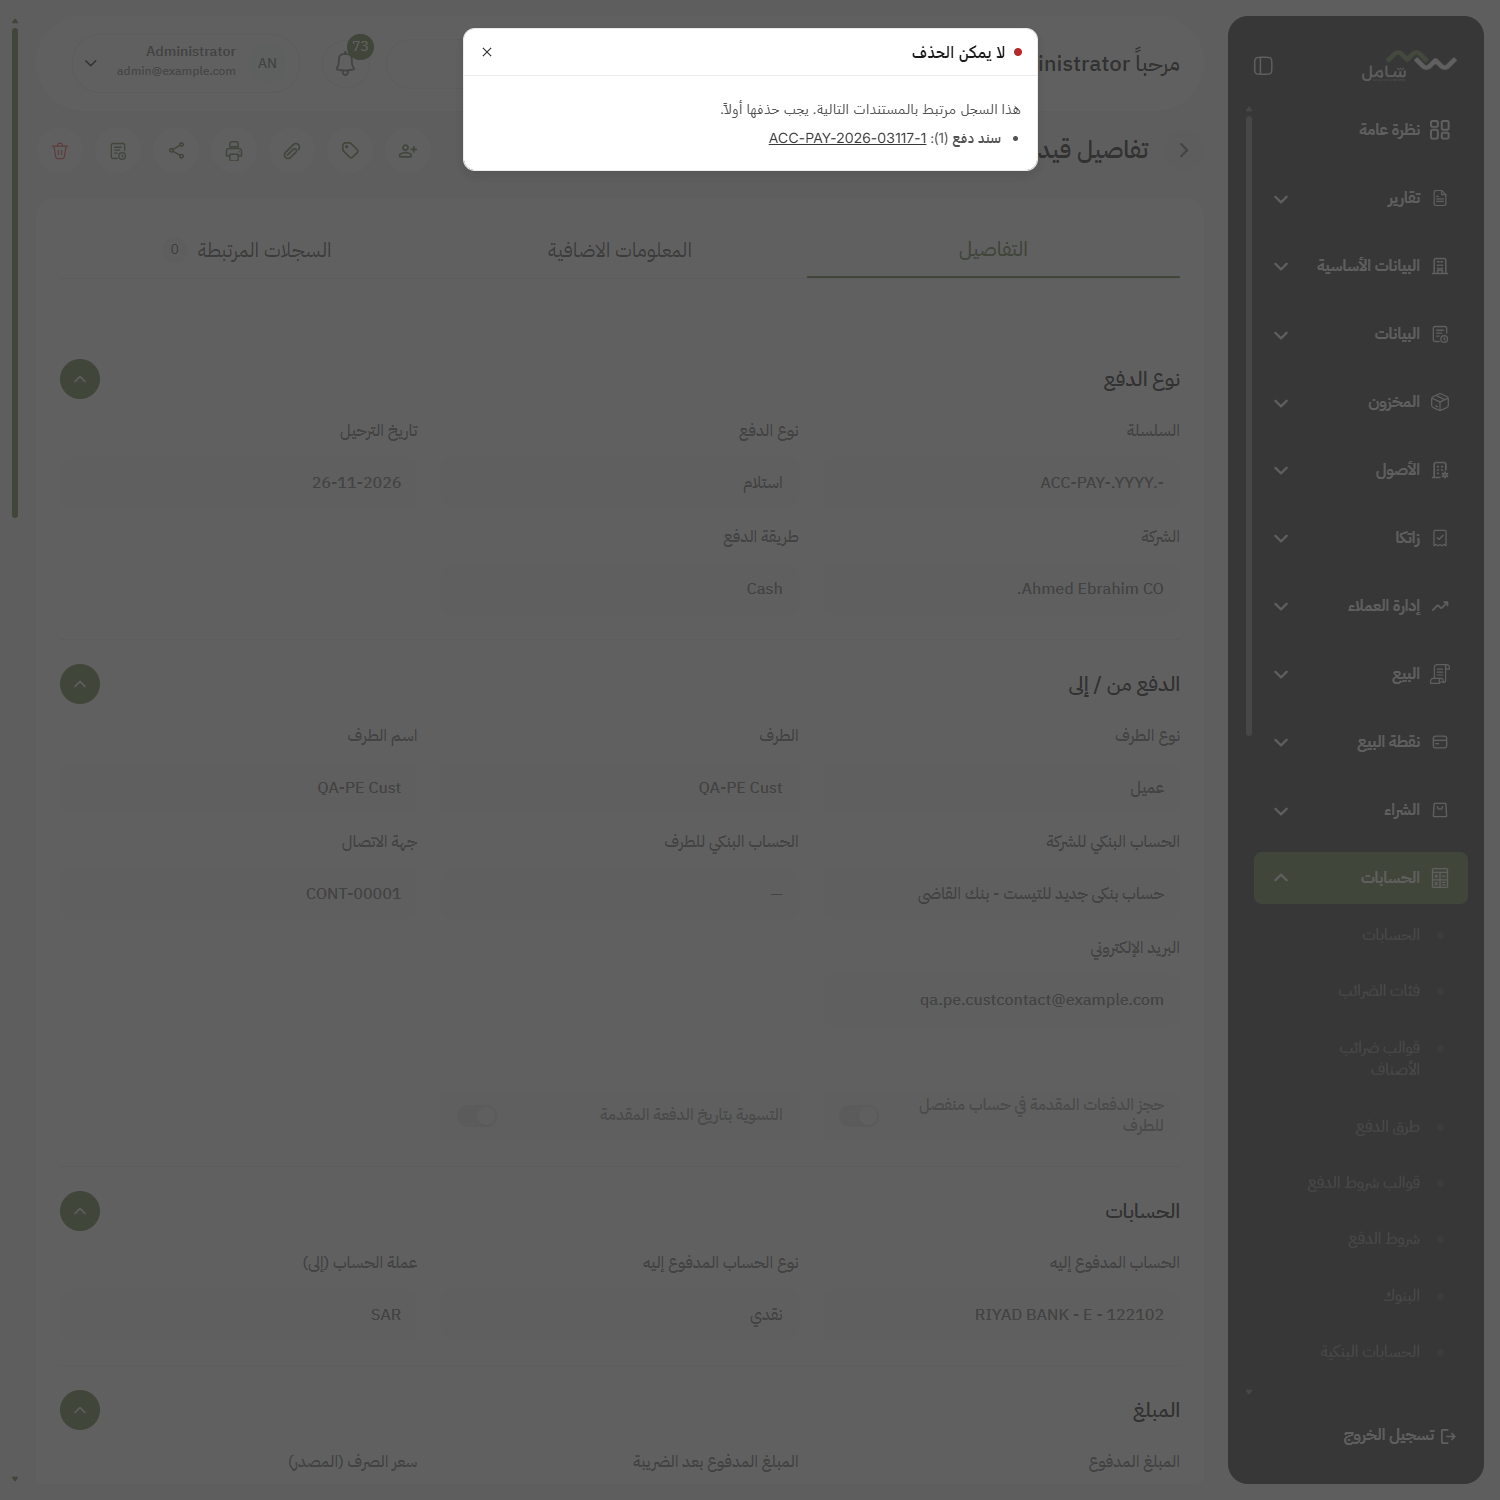 شامل
نظرة عامة
تقارير
البيانات الأساسية
البيانات
المخزون
الأصول
زاتكا
إدارة العملاء
البيع
نقطة البيع
الشراء
الحسابات
الحسابات
فئات الضرائب
قوالب ضرائب
الأصناف
طرق الدفع
قوالب شروط الدفع
شروط الدفع
البنوك
الحسابات البنكية
تسجيل الخروج
مرحباً
73
AN
Administrator
admin@example.com
لا يمكن الحذف
هذا السجل مرتبط بالمستندات التالية. يجب حذفها أولاً.
سند دفع (1): ACC-PAY-2026-03117-1
تفاصيل قيد
التفاصيل
المعلومات الاضافية
السجلات المرتبطة 0
نوع الدفع
السلسلة
نوع الدفع
تاريخ الترحيل
ACC-PAY-.YYYY.-
استلام
26-11-2026
الشركة
طريقة الدفع
Ahmed Ebrahim CO.
Cash
الدفع من / إلى
نوع الطرف
الطرف
اسم الطرف
عميل
QA-PE Cust
QA-PE Cust
الحساب البنكي للشركة
الحساب البنكي للطرف
جهة الاتصال
حساب بنكى جديد للتيست - بنك القاضى
—
CONT-00001
البريد الإلكتروني
qa.pe.custcontact@example.com
حجز الدفعات المقدمة في حساب منفصل
للطرف
التسوية بتاريخ الدفعة المقدمة
الحسابات
الحساب المدفوع إليه
نوع الحساب المدفوع إليه
عملة الحساب (إلى)
RIYAD BANK - E - 122102
نقدي
SAR
المبلغ
المبلغ المدفوع
المبلغ المدفوع بعد الضريبة
سعر الصرف (المصدر)